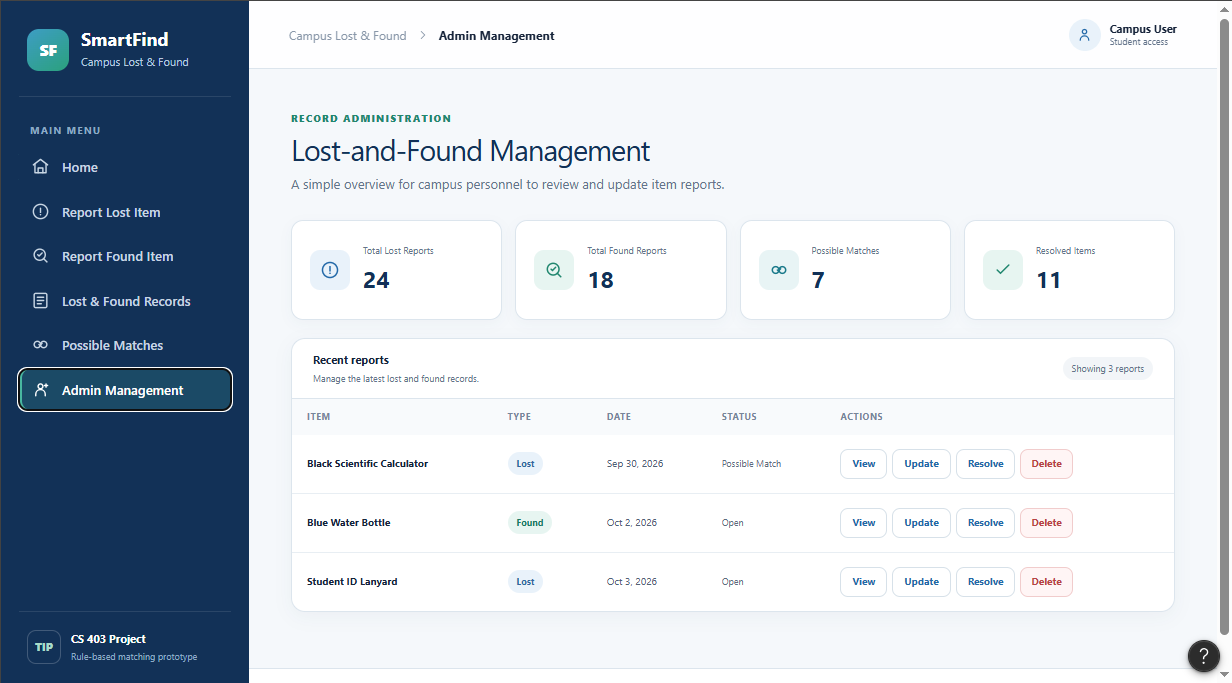 SF
SmartFind
Campus Lost & Found
MAIN MENU
Home
Report Lost Item
Report Found Item
Lost & Found Records
Possible Matches
Admin Management
TIP
CS 403 Project
Rule-based matching prototype
Campus Lost & Found > Admin Management
Campus User
Student access
RECORD ADMINISTRATION
Lost-and-Found Management
A simple overview for campus personnel to review and update item reports.
Total Lost Reports
24
Total Found Reports
18
Possible Matches
7
Resolved Items
11
Recent reports
Manage the latest lost and found records.
Showing 3 reports
ITEM TYPE DATE STATUS ACTIONS
Black Scientific Calculator Lost Sep 30, 2026 Possible Match View Update Resolve Delete
Blue Water Bottle Found Oct 2, 2026 Open View Update Resolve Delete
Student ID Lanyard Lost Oct 3, 2026 Open View Update Resolve Delete
?